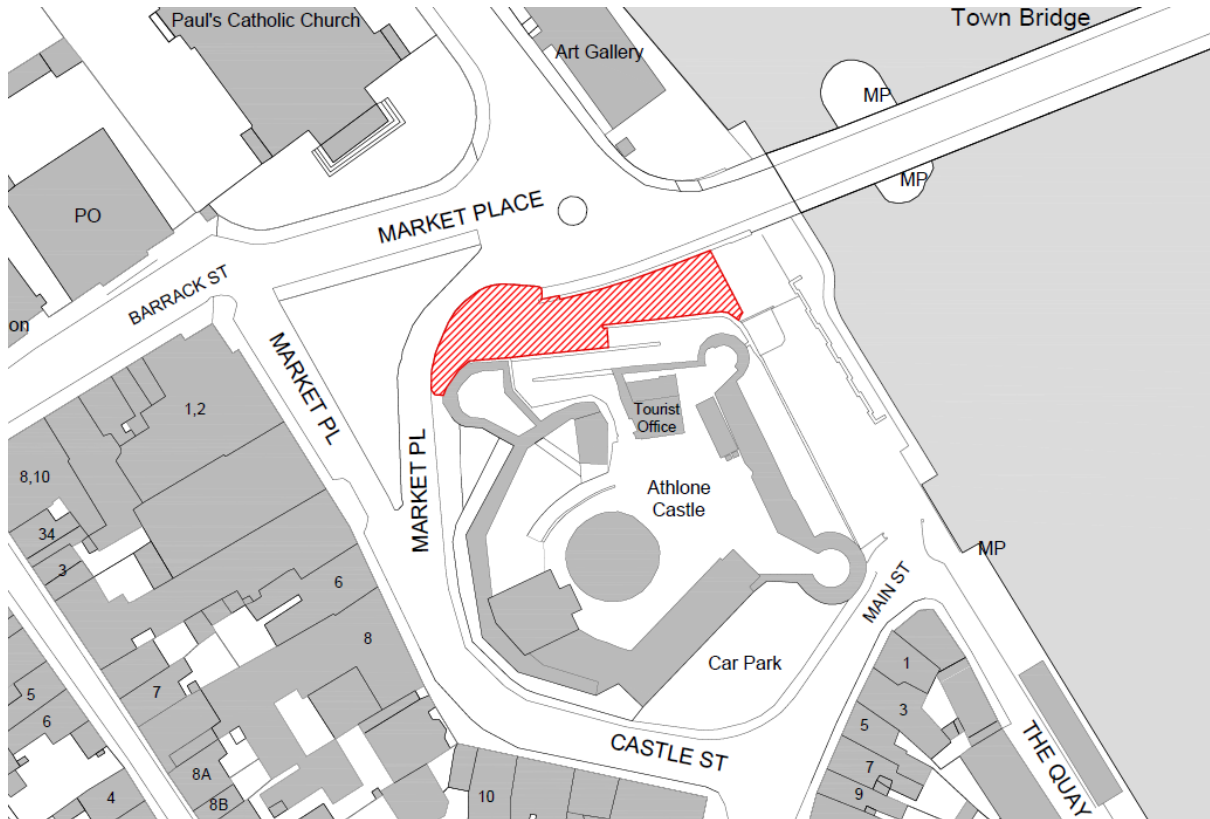 Paul's Catholic Church
Town Bridge
Art Gallery
MP
MP
PO
MARKET PLACE
BARRACK ST
on
MARKET PL
1,2
Tourist
Office
8,10
MARKET PL
Athlone
Castle
34
3
6
MP
MAIN ST
8
Car Park
1
7
5
3
6
5
CASTLE ST
THE QUAY
8A
7
4
8B
10
9